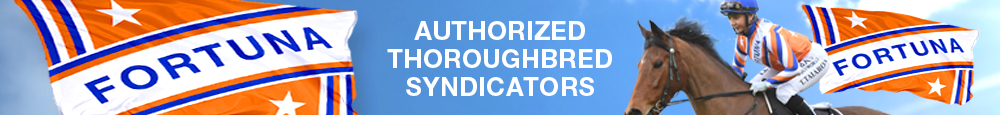 FORTUNA
AUTHORIZED
THOROUGHBRED
SYNDICATORS
FORTUNA